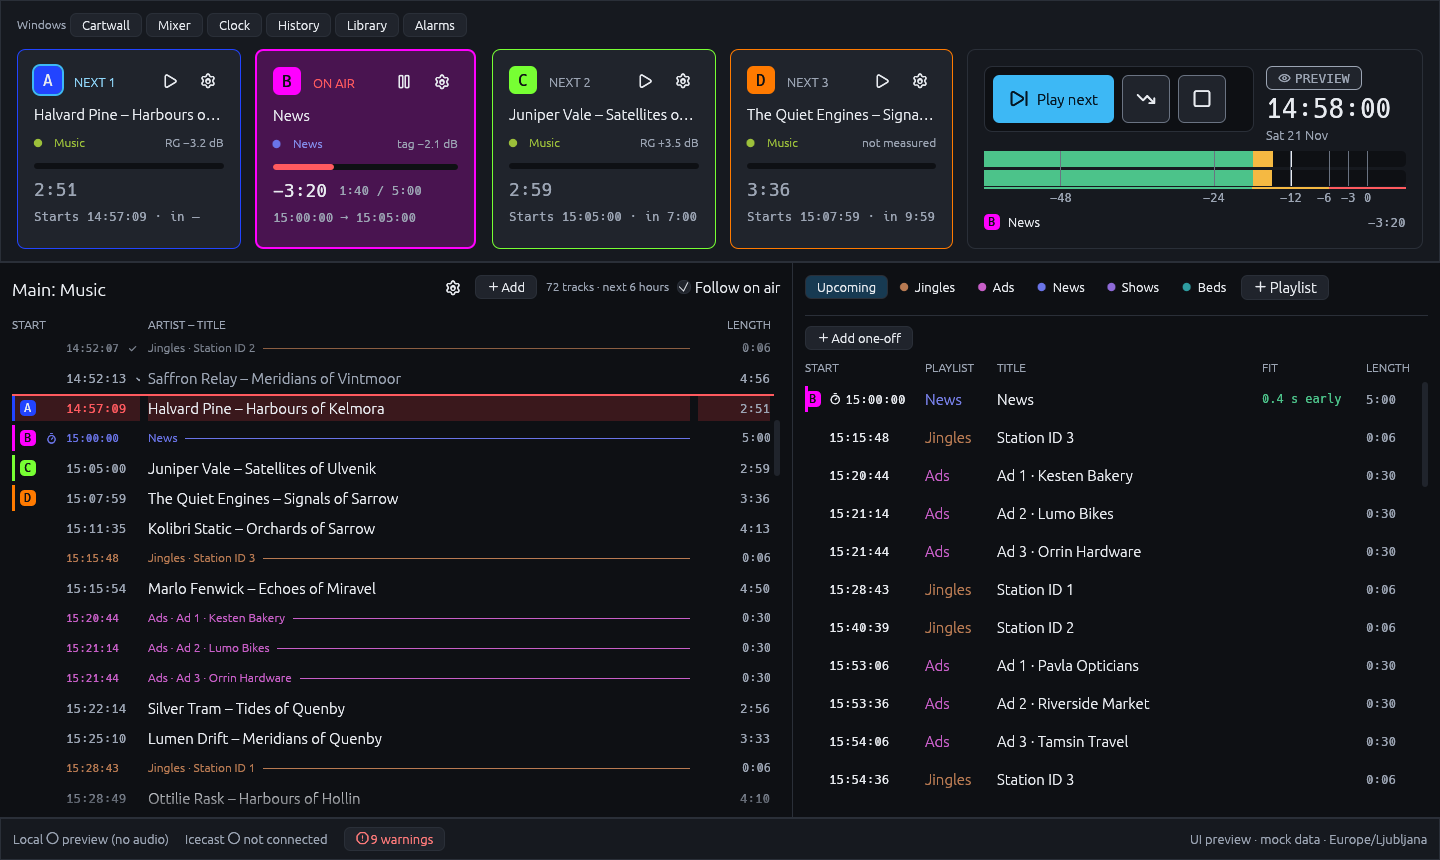 Windows Cartwall Mixer Clock History Library Alarms
A NEXT 1
Halvard Pine – Harbours o…
Music RG −3.2 dB
2:51
Starts 14:57:09 · in —
B ON AIR
News
News tag −2.1 dB
−3:20 1:40 / 5:00
15:00:00 → 15:05:00
C NEXT 2
Juniper Vale – Satellites o…
Music RG +3.5 dB
2:59
Starts 15:05:00 · in 7:00
D NEXT 3
The Quiet Engines – Signa…
Music not measured
3:36
Starts 15:07:59 · in 9:59
Play next
PREVIEW
14:58:00
Sat 21 Nov
−48 −24 −12 −6 −3 0
B News −3:20
Main: Music + Add 72 tracks · next 6 hours Follow on air
START ARTIST – TITLE LENGTH
14:52:07 Jingles · Station ID 2 0:06
14:52:13 Saffron Relay – Meridians of Vintmoor 4:56
A 14:57:09 Halvard Pine – Harbours of Kelmora 2:51
B 15:00:00 News 5:00
C 15:05:00 Juniper Vale – Satellites of Ulvenik 2:59
D 15:07:59 The Quiet Engines – Signals of Sarrow 3:36
15:11:35 Kolibri Static – Orchards of Sarrow 4:13
15:15:48 Jingles · Station ID 3 0:06
15:15:54 Marlo Fenwick – Echoes of Miravel 4:50
15:20:44 Ads · Ad 1 · Kesten Bakery 0:30
15:21:14 Ads · Ad 2 · Lumo Bikes 0:30
15:21:44 Ads · Ad 3 · Orrin Hardware 0:30
15:22:14 Silver Tram – Tides of Quenby 2:56
15:25:10 Lumen Drift – Meridians of Quenby 3:33
15:28:43 Jingles · Station ID 1 0:06
15:28:49 Ottilie Rask – Harbours of Hollin 4:10
Upcoming Jingles Ads News Shows Beds + Playlist
+ Add one-off
START PLAYLIST TITLE FIT LENGTH
B 15:00:00 News News 0.4 s early 5:00
15:15:48 Jingles Station ID 3 0:06
15:20:44 Ads Ad 1 · Kesten Bakery 0:30
15:21:14 Ads Ad 2 · Lumo Bikes 0:30
15:21:44 Ads Ad 3 · Orrin Hardware 0:30
15:28:43 Jingles Station ID 1 0:06
15:40:39 Jingles Station ID 2 0:06
15:53:06 Ads Ad 1 · Pavla Opticians 0:30
15:53:36 Ads Ad 2 · Riverside Market 0:30
15:54:06 Ads Ad 3 · Tamsin Travel 0:30
15:54:36 Jingles Station ID 3 0:06
Local preview (no audio) Icecast not connected 9 warnings UI preview · mock data · Europe/Ljubljana